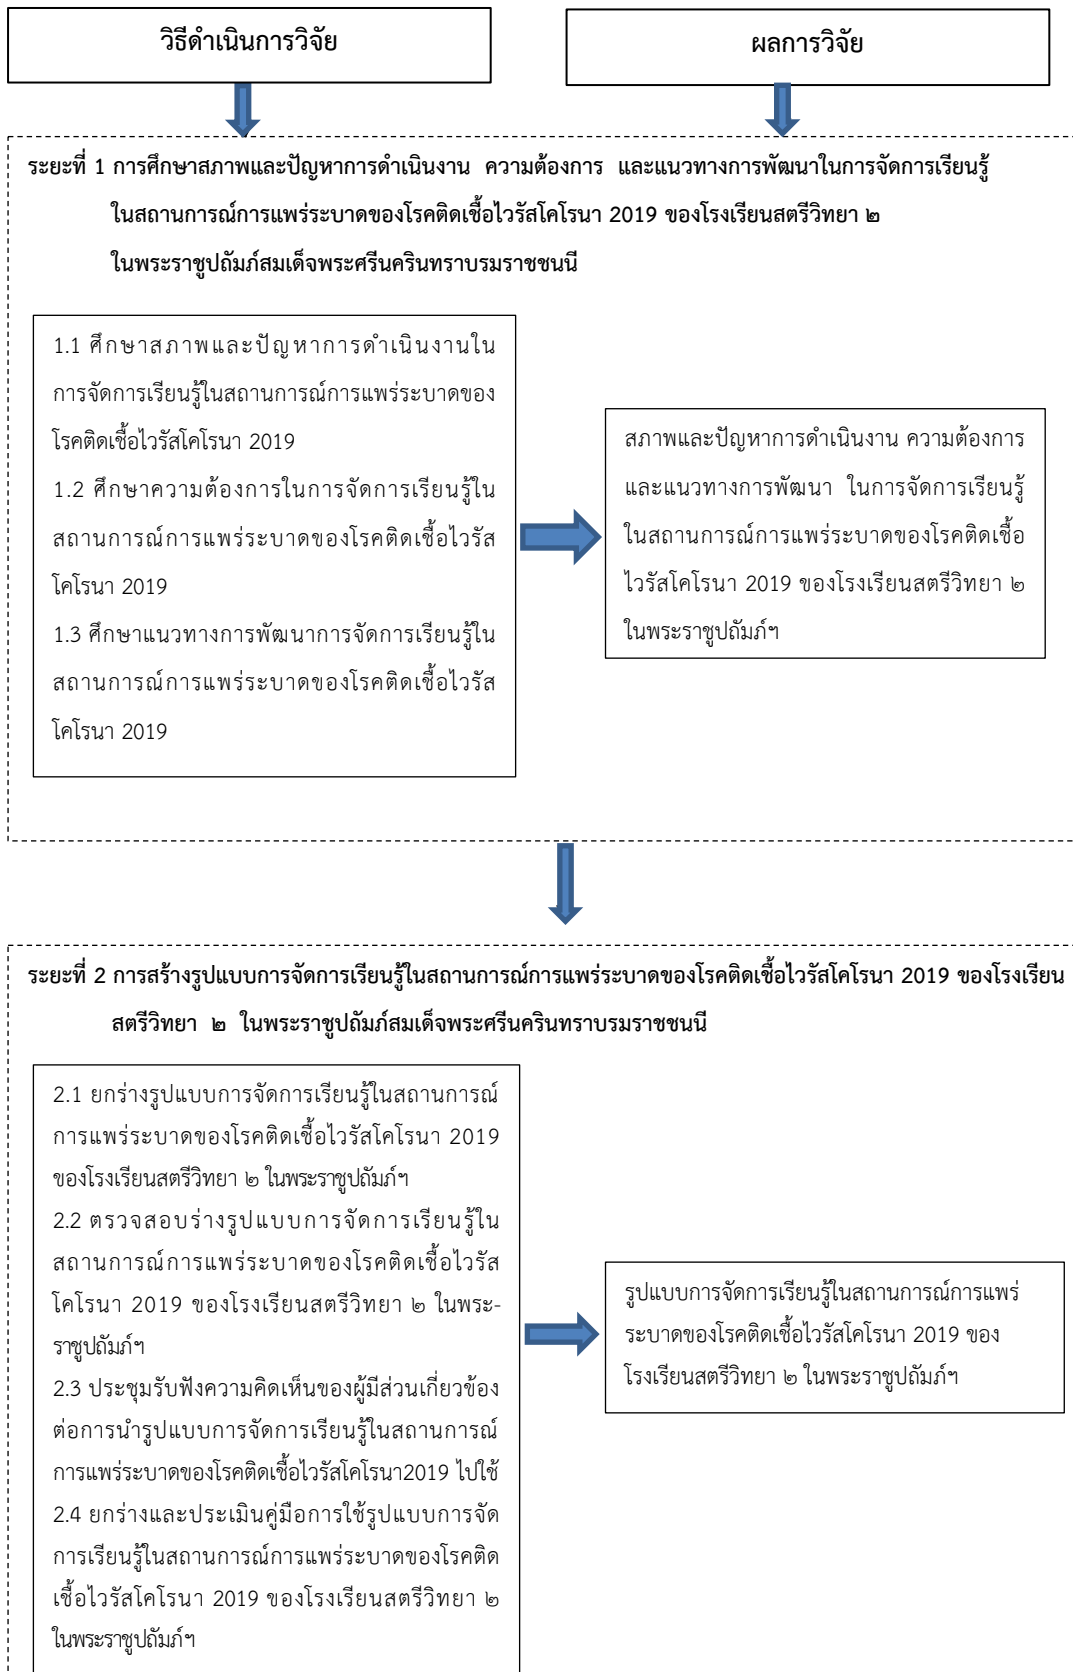 วิธีดำเนินการวิจัย
ผลการวิจัย
ระยะที่ 1 การศึกษาสภาพและปัญหาการดำเนินงาน ความต้องการ และแนวทางการพัฒนาในการจัดการเรียนรู้
ในสถานการณ์การแพร่ระบาดของโรคติดเชื้อไวรัสโคโรนา 2019 ของโรงเรียนสตรีวิทยา ๒
ในพระราชูปถัมภ์สมเด็จพระศรีนครินทราบรมราชชนนี
1.1 ศึกษาสภาพและปัญหาการดำเนินงานใน
การจัดการเรียนรู้ในสถานการณ์การแพร่ระบาดของ
โรคติดเชื้อไวรัสโคโรนา 2019
1.2 ศึกษาความต้องการในการจัดการเรียนรู้ใน
สถานการณ์การแพร่ระบาดของโรคติดเชื้อไวรัส
โคโรนา 2019
1.3 ศึกษาแนวทางการพัฒนาการจัดการเรียนรู้ใน
สถานการณ์การแพร่ระบาดของโรคติดเชื้อไวรัส
โคโรนา 2019
สภาพและปัญหาการดำเนินงาน ความต้องการ
และแนวทางการพัฒนา ในการจัดการเรียนรู้
ในสถานการณ์การแพร่ระบาดของโรคติดเชื้อ
ไวรัสโคโรนา 2019 ของโรงเรียนสตรีวิทยา ๒
ในพระราชูปถัมภ์ฯ
ระยะที่ 2 การสร้างรูปแบบการจัดการเรียนรู้ในสถานการณ์การแพร่ระบาดของโรคติดเชื้อไวรัสโคโรนา 2019 ของโรงเรียน
สตรีวิทยา ๒ ในพระราชูปถัมภ์สมเด็จพระศรีนครินทราบรมราชชนนี
2.1 ยกร่างรูปแบบการจัดการเรียนรู้ในสถานการณ์
การแพร่ระบาดของโรคติดเชื้อไวรัสโคโรนา 2019
ของโรงเรียนสตรีวิทยา ๒ ในพระราชูปถัมภ์ฯ
2.2 ตรวจสอบร่างรูปแบบการจัดการเรียนรู้ใน
สถานการณ์การแพร่ระบาดของโรคติดเชื้อไวรัส
โคโรนา 2019 ของโรงเรียนสตรีวิทยา ๒ ในพระ-
ราชูปถัมภ์ฯ
2.3 ประชุมรับฟังความคิดเห็นของผู้มีส่วนเกี่ยวข้อง
ต่อการนำรูปแบบการจัดการเรียนรู้ในสถานการณ์
การแพร่ระบาดของโรคติดเชื้อไวรัสโคโรนา2019 ไปใช้
2.4 ยกร่างและประเมินคู่มือการใช้รูปแบบการจัด
การเรียนรู้ในสถานการณ์การแพร่ระบาดของโรคติด
เชื้อไวรัสโคโรนา 2019 ของโรงเรียนสตรีวิทยา ๒
ในพระราชูปถัมภ์ฯ
รูปแบบการจัดการเรียนรู้ในสถานการณ์การแพร่
ระบาดของโรคติดเชื้อไวรัสโคโรนา 2019 ของ
โรงเรียนสตรีวิทยา ๒ ในพระราชูปถัมภ์ฯ